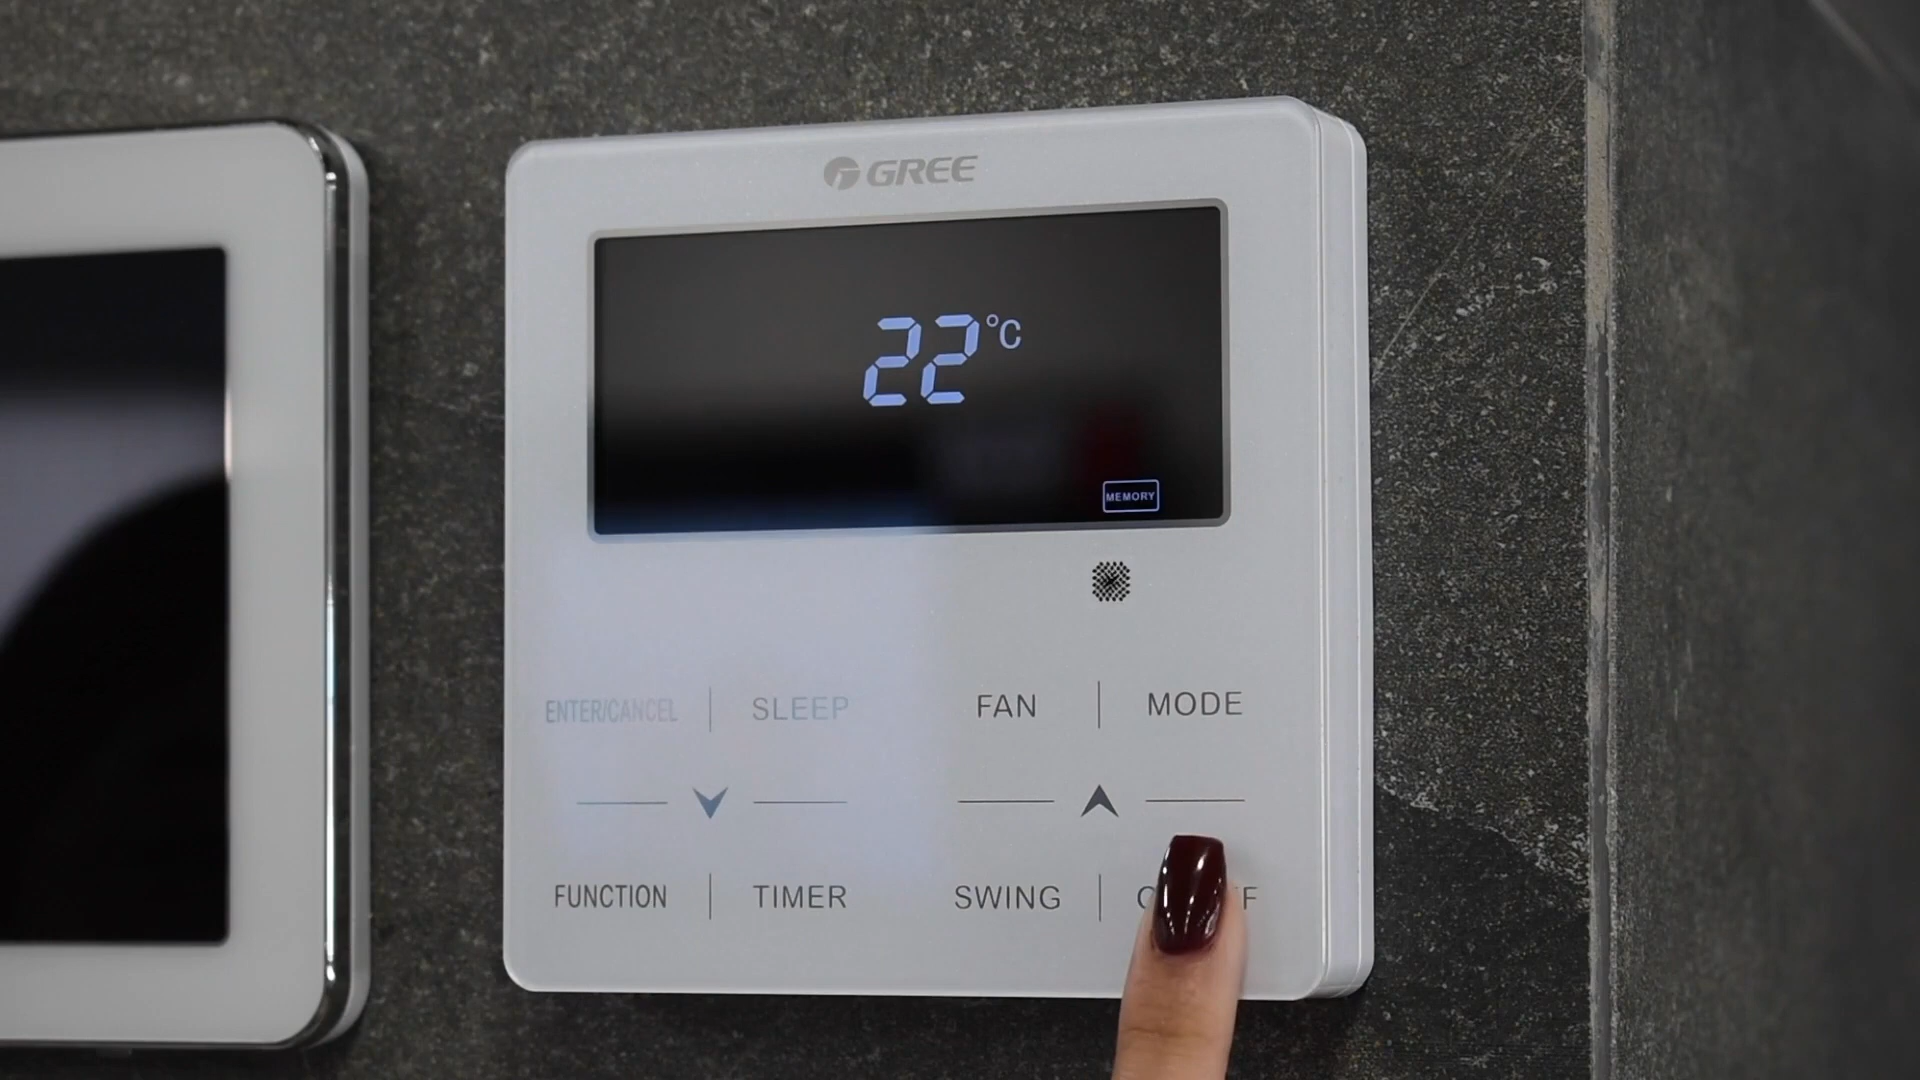 GREE
22°C
MEMORY
ENTER/CANCEL SLEEP FAN MODE
FUNCTION TIMER SWING